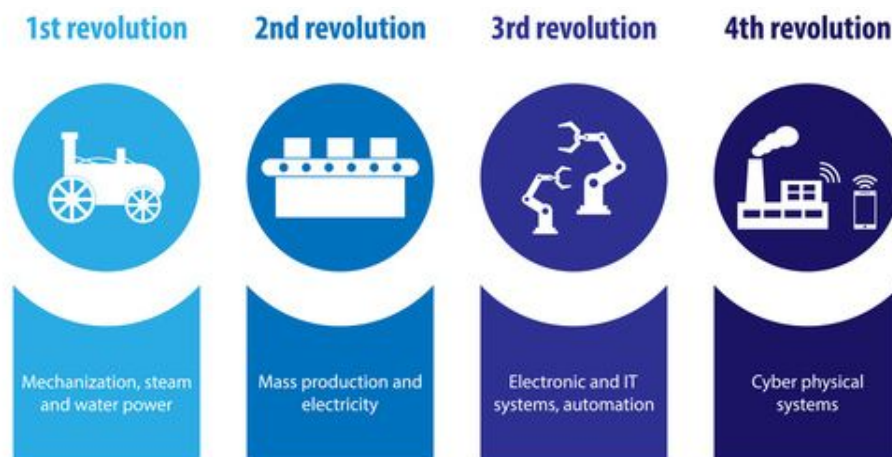 1st revolution
2nd revolution
3rd revolution
4th revolution
Mechanization, steam
and water power
Mass production and
electricity
Electronic and IT
systems, automation
Cyber physical
systems